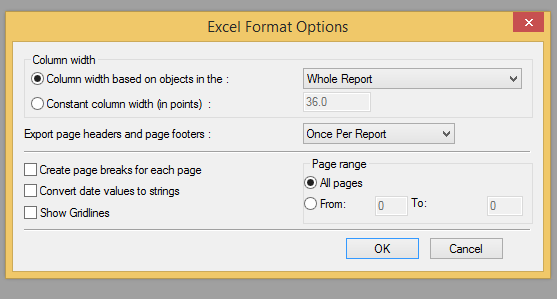 Excel Format Options
Column width
Column width based on objects in the :
Whole Report
Constant column width (in points) :
36.0
Export page headers and page footers :
Once Per Report
Create page breaks for each page
Convert date values to strings
Show Gridlines
Page range
All pages
From: 0 To: 0
OK Cancel